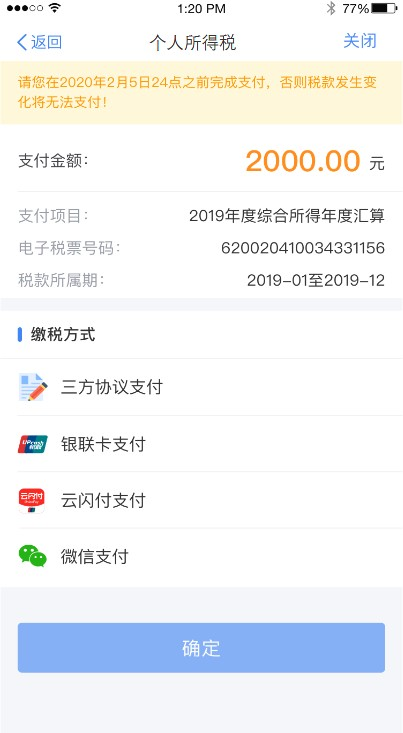 1:20 PM
77%
返回
个人所得税
关闭
请您在2020年2月5日24点之前完成支付，否则税款发生变
化将无法支付！
支付金额：
2000.00 元
支付项目：
2019年度综合所得年度汇算
电子税票号码：
620020410034331156
税款所属期：
2019-01至2019-12
缴税方式
三方协议支付
银联卡支付
云闪付
云闪付支付
微信支付
确定